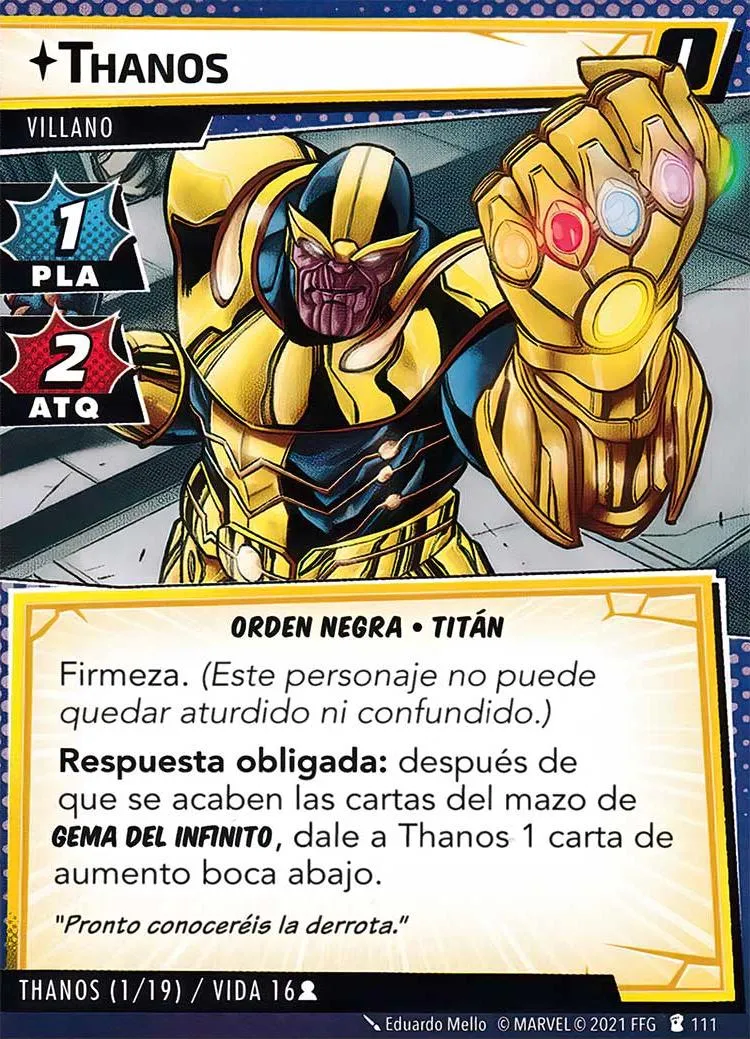 THANOS
I
VILLANO
1
PLA
2
ATQ
ORDEN NEGRA • TITÁN
Firmeza. (Este personaje no puede
quedar aturdido ni confundido.)
Respuesta obligada: después de
que se acaben las cartas del mazo de
GEMA DEL INFINITO, dale a Thanos 1 carta de
aumento boca abajo.
"Pronto conoceréis la derrota."
THANOS (1/19) / VIDA 16
Eduardo Mello © MARVEL © 2021 FFG 111